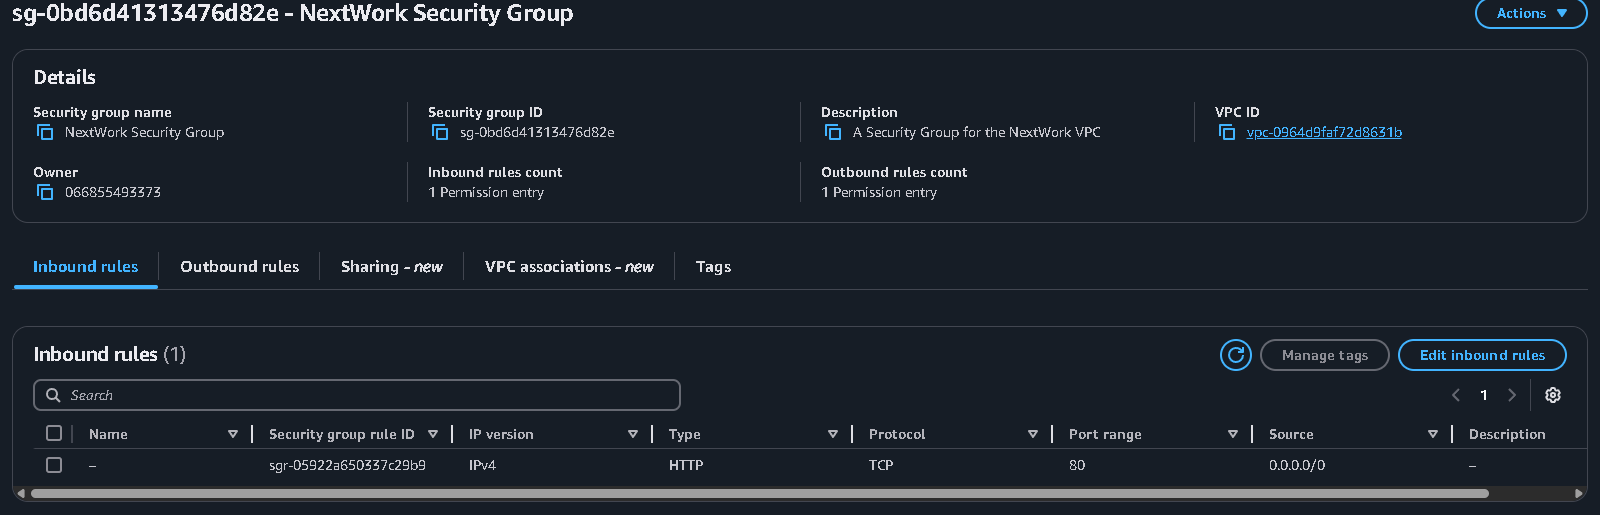 sg-0bd6d41313476d82e - NextWork Security Group
Actions
Details
Security group name
NextWork Security Group
Security group ID
sg-0bd6d41313476d82e
Description
A Security Group for the NextWork VPC
VPC ID
vpc-0964d9faf72d8631b
Owner
066855493373
Inbound rules count
1 Permission entry
Outbound rules count
1 Permission entry
Inbound rules Outbound rules Sharing - new VPC associations - new Tags
Inbound rules (1)
Manage tags
Edit inbound rules
Search
1
Name Security group rule ID IP version Type Protocol Port range Source Description
– sgr-05922a650337c29b9 IPv4 HTTP TCP 80 0.0.0.0/0 –